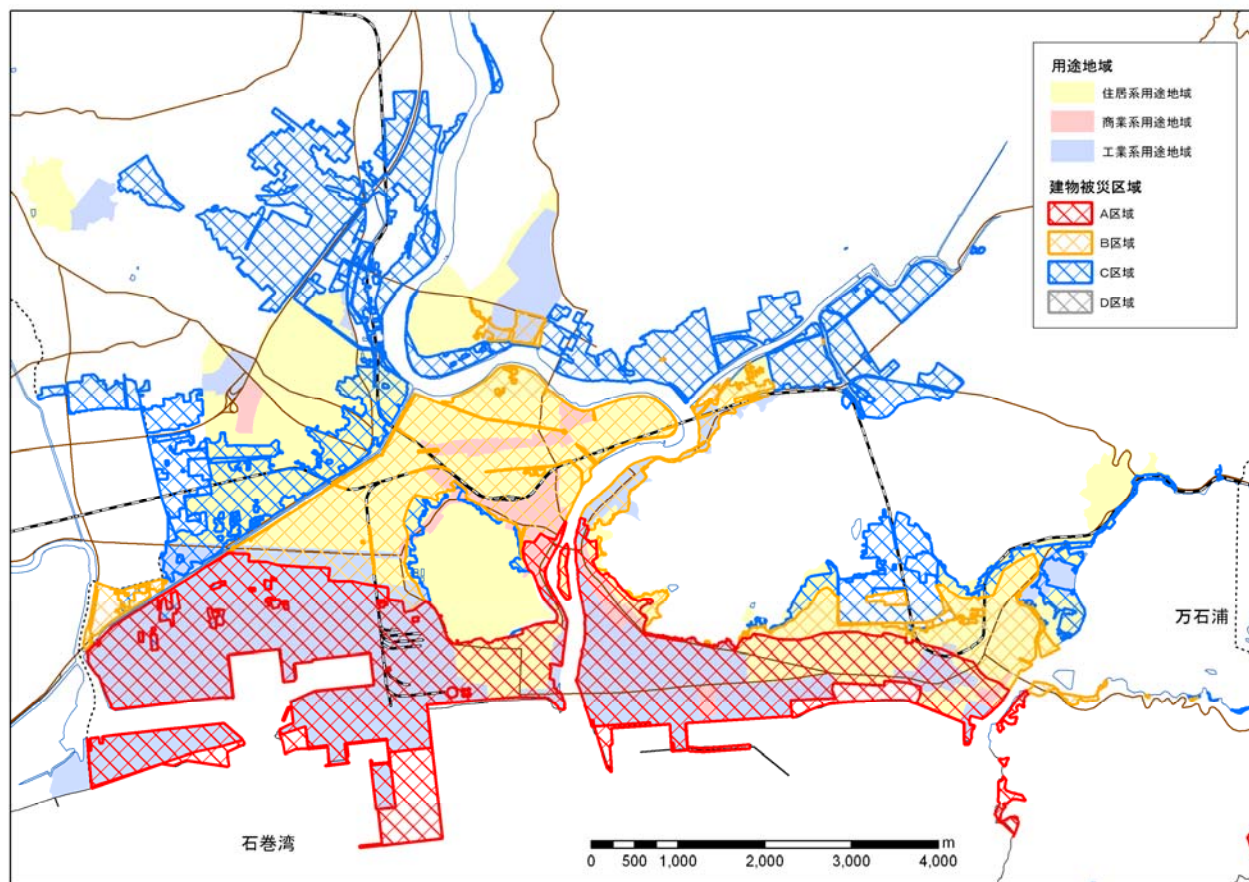 用途地域
住居系用途地域
商業系用途地域
工業系用途地域
建物被災区域
A区域
B区域
C区域
D区域
万石浦
石巻湾
m
0 500 1,000 2,000 3,000 4,000